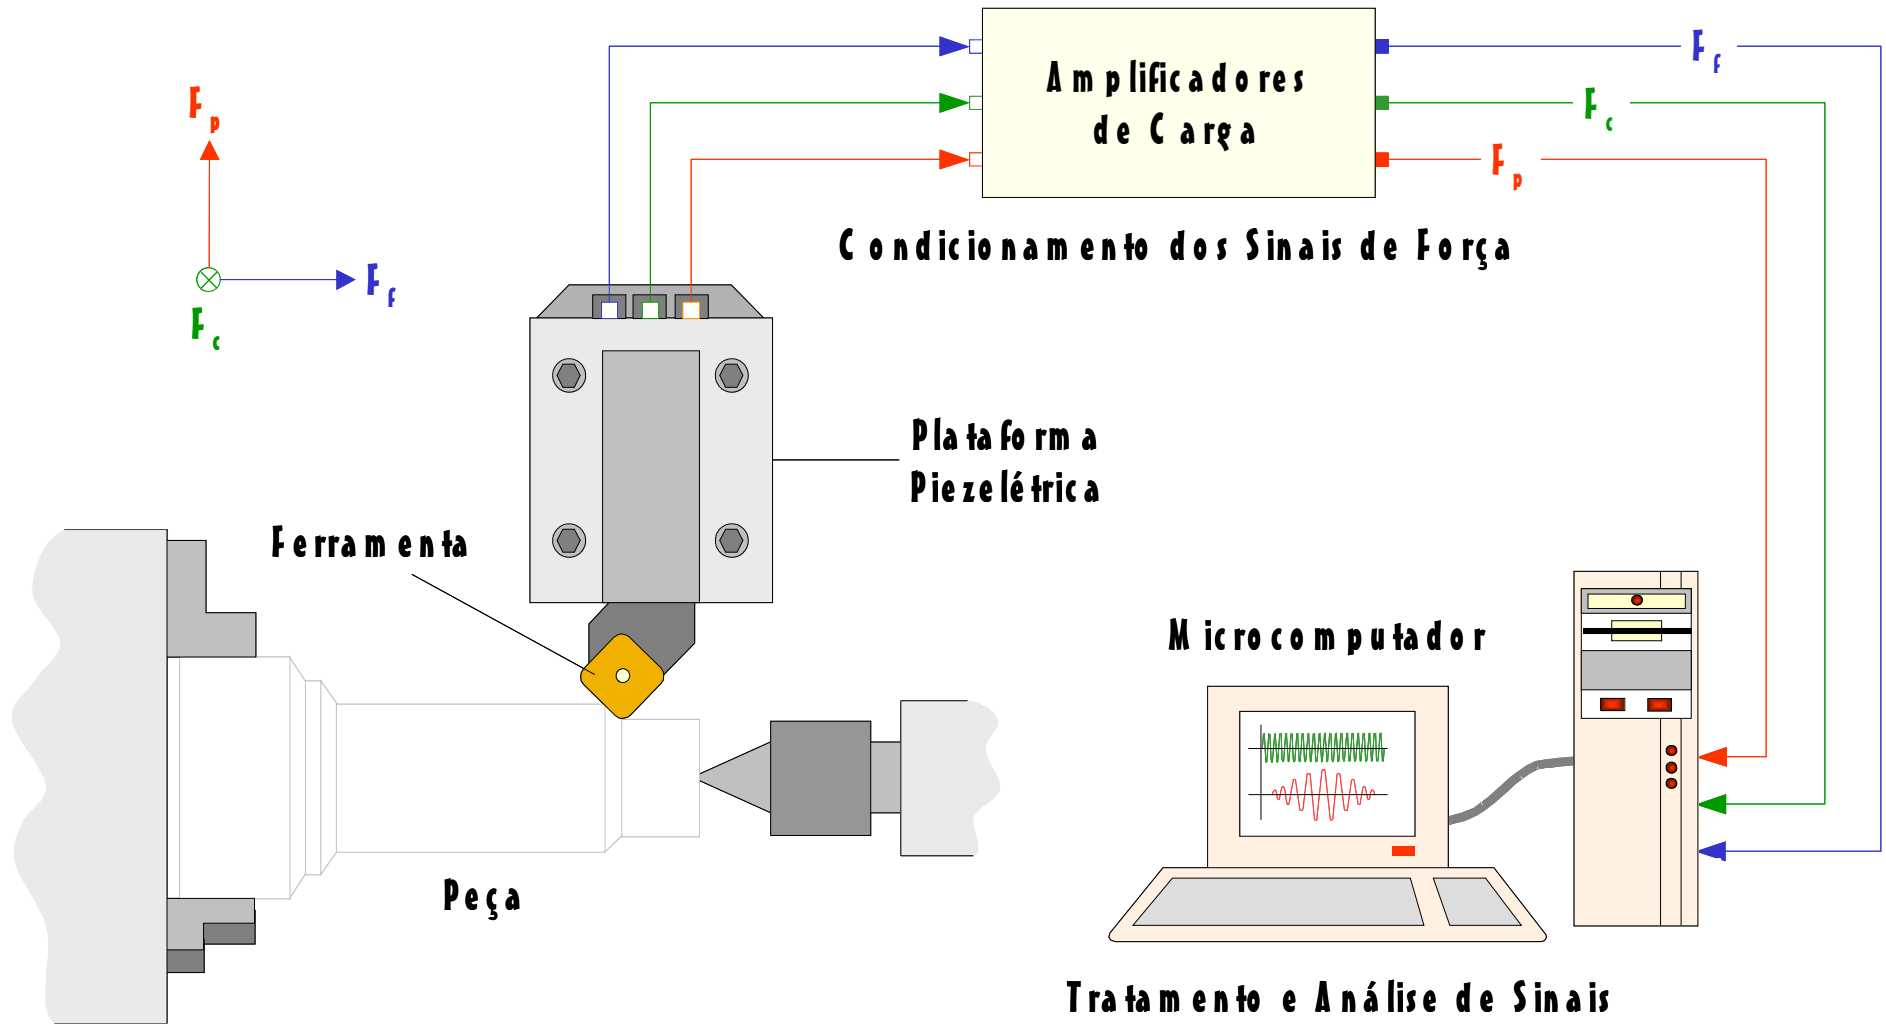 Amplificadores
de Carga
Ff
Fc
Fp
Condicionamento dos Sinais de Força
Fp
Ff
Fc
Plataforma
Piezelétrica
Ferramenta
Microcomputador
Peça
Tratamento e Análise de Sinais